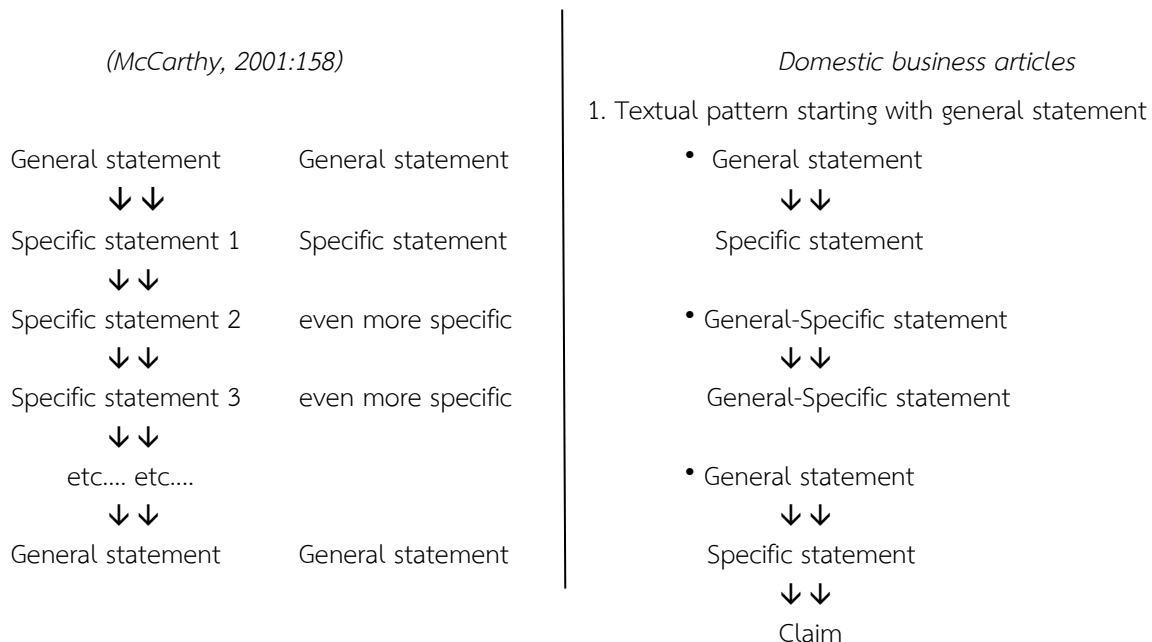 (McCarthy, 2001:158)
General statement General statement
↓ ↓
Specific statement 1 Specific statement
↓ ↓
Specific statement 2 even more specific
↓ ↓
Specific statement 3 even more specific
↓ ↓
etc.... etc....
↓ ↓
General statement General statement
Domestic business articles
1. Textual pattern starting with general statement
• General statement
↓ ↓
Specific statement
• General-Specific statement
↓ ↓
General-Specific statement
• General statement
↓ ↓
Specific statement
↓ ↓
Claim